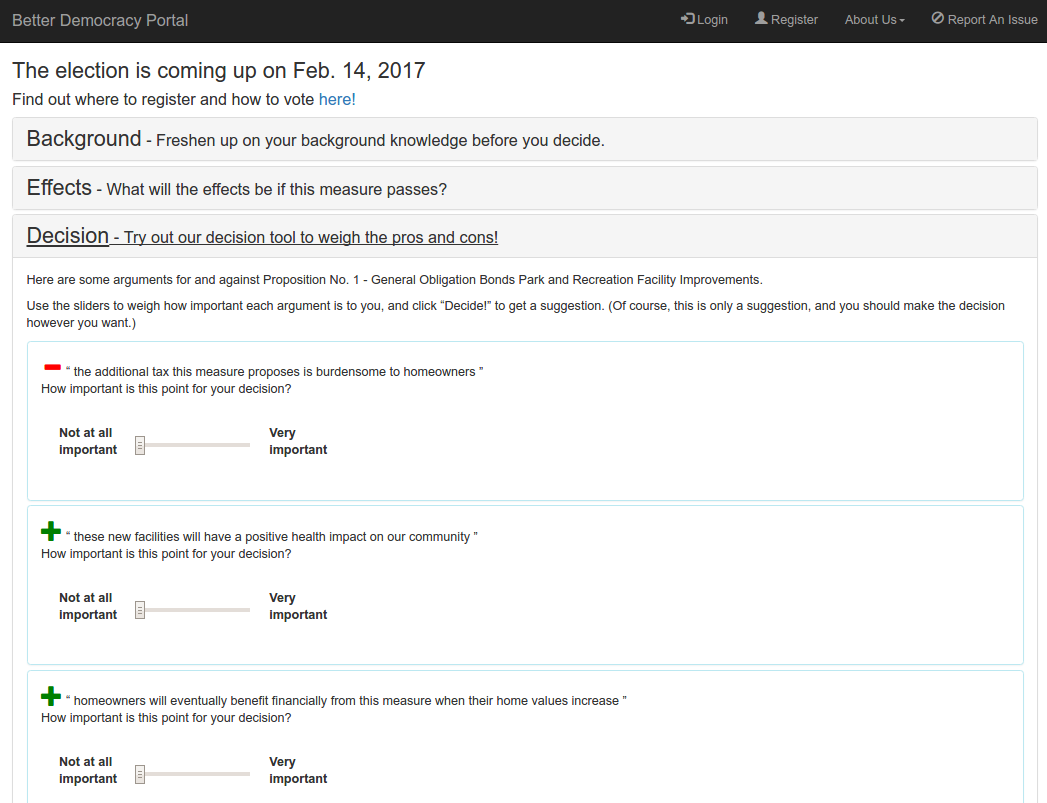 Better Democracy Portal Login Register About Us Report An Issue
The election is coming up on Feb. 14, 2017
Find out where to register and how to vote here!
Background - Freshen up on your background knowledge before you decide.
Effects - What will the effects be if this measure passes?
Decision - Try out our decision tool to weigh the pros and cons!
Here are some arguments for and against Proposition No. 1 - General Obligation Bonds Park and Recreation Facility Improvements.
Use the sliders to weigh how important each argument is to you, and click “Decide!” to get a suggestion. (Of course, this is only a suggestion, and you should make the decision
however you want.)
“ the additional tax this measure proposes is burdensome to homeowners ”
How important is this point for your decision?
Not at all
important
Very
important
“ these new facilities will have a positive health impact on our community ”
How important is this point for your decision?
Not at all
important
Very
important
“ homeowners will eventually benefit financially from this measure when their home values increase ”
How important is this point for your decision?
Not at all
important
Very
important